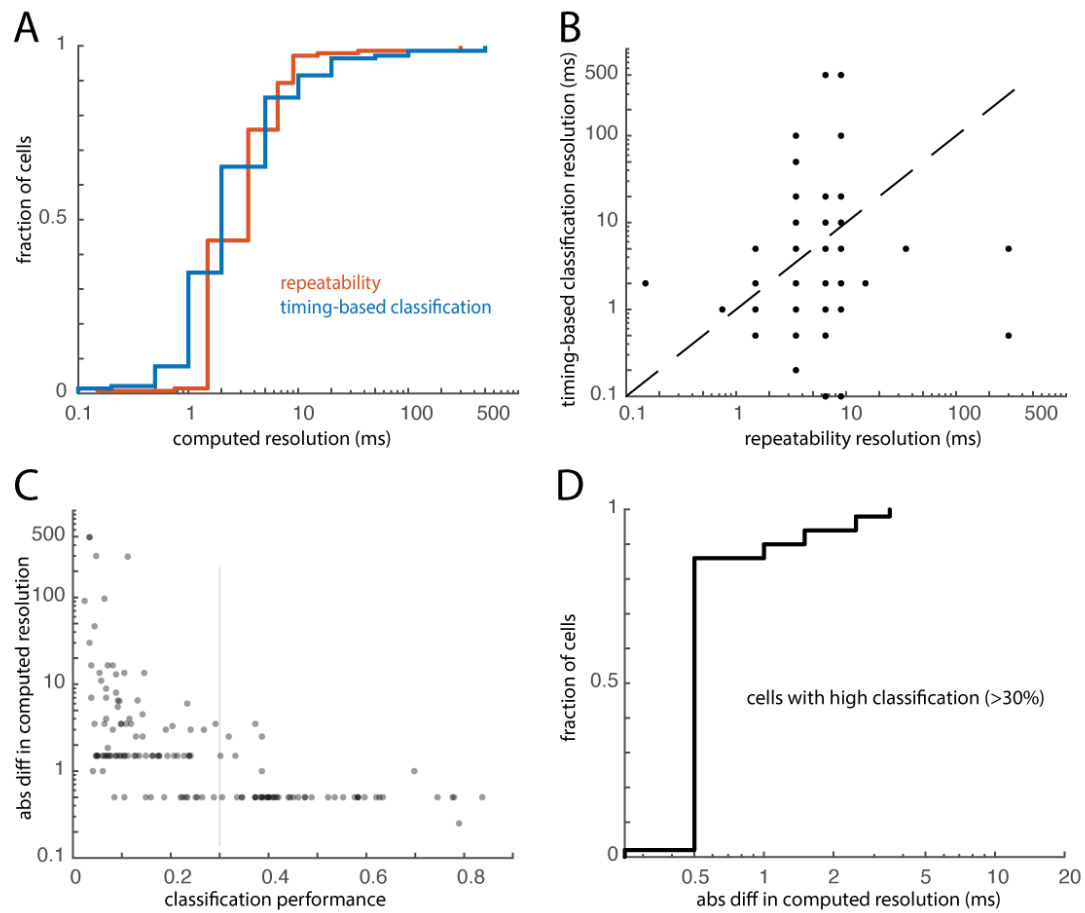 A
1
0.5
0
fraction of cells
repeatability
timing-based classification
0.1
1
10
100
500
computed resolution (ms)
B
500
100
10
1
0.1
timing-based classification resolution (ms)
0.1
1
10
100
500
repeatability resolution (ms)
C
500
100
10
1
0.1
abs diff in computed resolution
0
0.2
0.4
0.6
0.8
classification performance
D
1
0.5
0
fraction of cells
cells with high classification (>30%)
0.5
1
2
5
10
20
abs diff in computed resolution (ms)